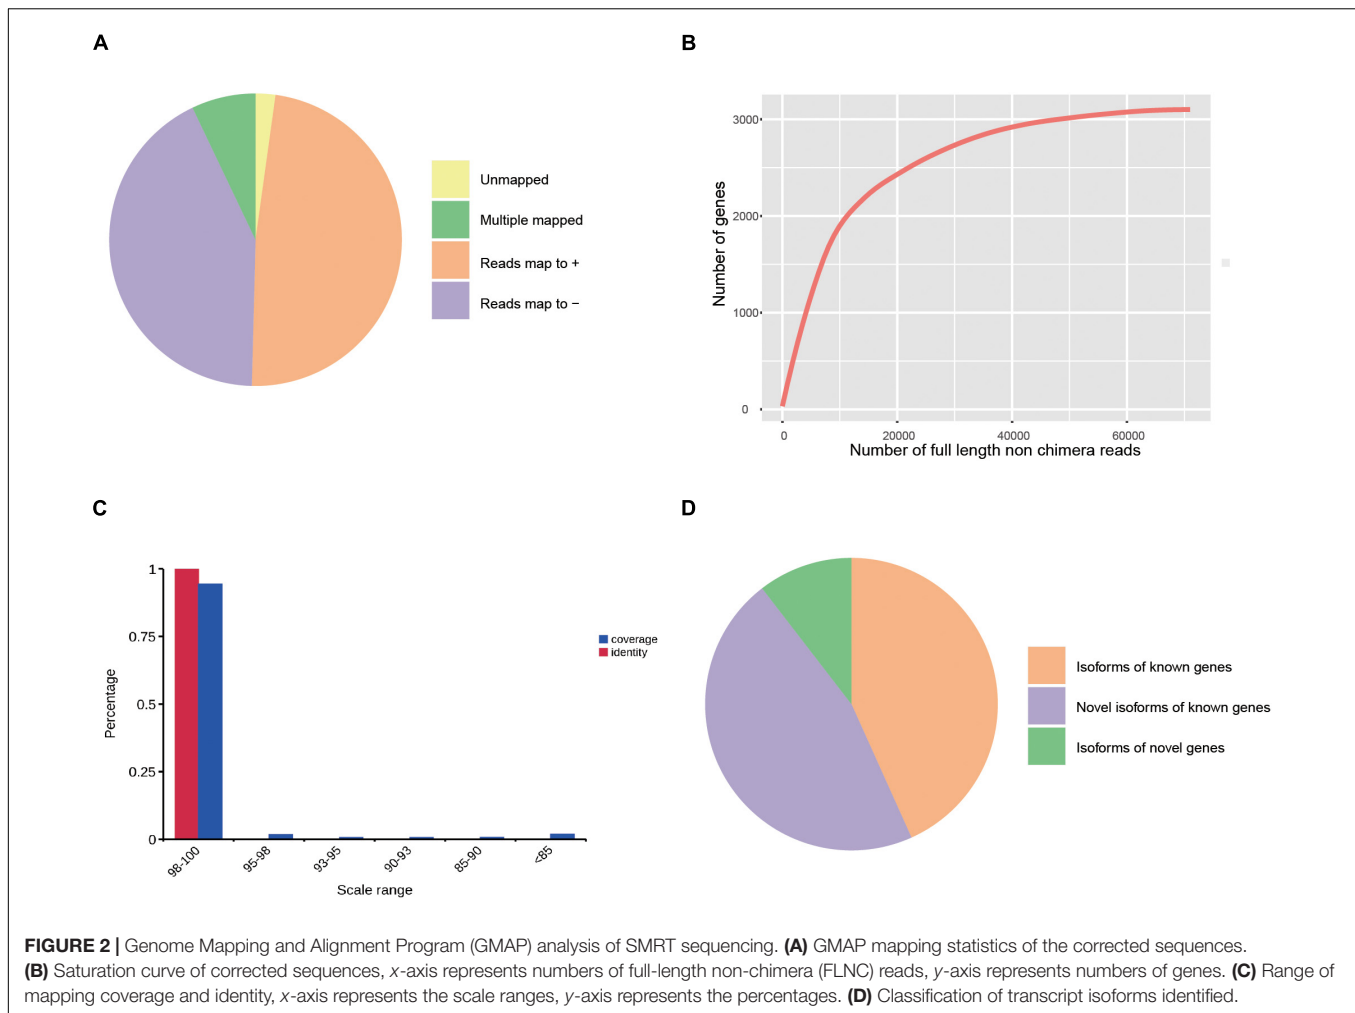 A
Unmapped
Multiple mapped
Reads map to +
Reads map to −
B
Number of genes
3000
2000
1000
0
0 20000 40000 60000
Number of full length non chimera reads
C
Percentage
1
0.75
0.5
0.25
0
98-100 95-98 93-95 90-93 85-90 <85
Scale range
coverage
identity
D
Isoforms of known genes
Novel isoforms of known genes
Isoforms of novel genes
FIGURE 2 | Genome Mapping and Alignment Program (GMAP) analysis of SMRT sequencing. (A) GMAP mapping statistics of the corrected sequences.
(B) Saturation curve of corrected sequences, x-axis represents numbers of full-length non-chimera (FLNC) reads, y-axis represents numbers of genes. (C) Range of
mapping coverage and identity, x-axis represents the scale ranges, y-axis represents the percentages. (D) Classification of transcript isoforms identified.